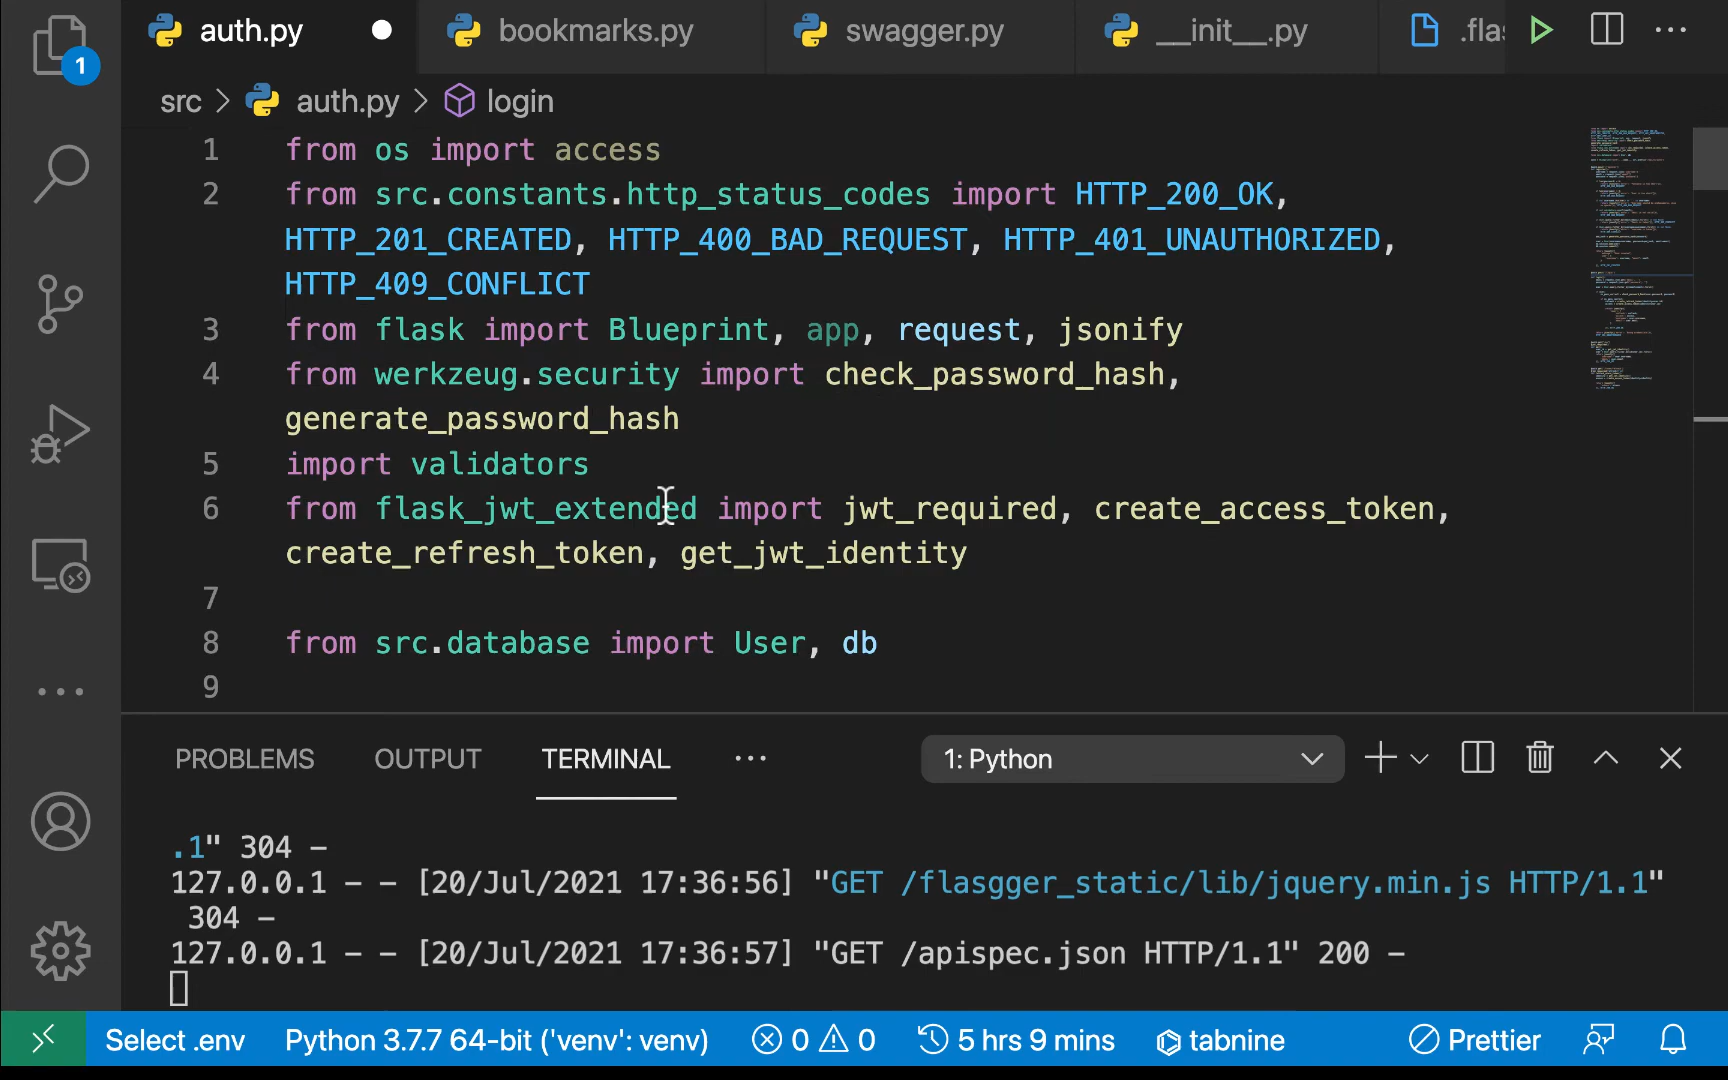 auth.py bookmarks.py swagger.py __init__.py .flas
1
src > auth.py > login
1 from os import access
2 from src.constants.http_status_codes import HTTP_200_OK,
HTTP_201_CREATED, HTTP_400_BAD_REQUEST, HTTP_401_UNAUTHORIZED,
HTTP_409_CONFLICT
3 from flask import Blueprint, app, request, jsonify
4 from werkzeug.security import check_password_hash,
generate_password_hash
5 import validators
6 from flask_jwt_extended import jwt_required, create_access_token,
create_refresh_token, get_jwt_identity
7
8 from src.database import User, db
9
PROBLEMS OUTPUT TERMINAL ··· 1: Python
.1" 304 -
127.0.0.1 - - [20/Jul/2021 17:36:56] "GET /flasgger_static/lib/jquery.min.js HTTP/1.1"
304 -
127.0.0.1 - - [20/Jul/2021 17:36:57] "GET /apispec.json HTTP/1.1" 200 -
Select .env Python 3.7.7 64-bit ('venv': venv) 0 0 5 hrs 9 mins tabnine Prettier